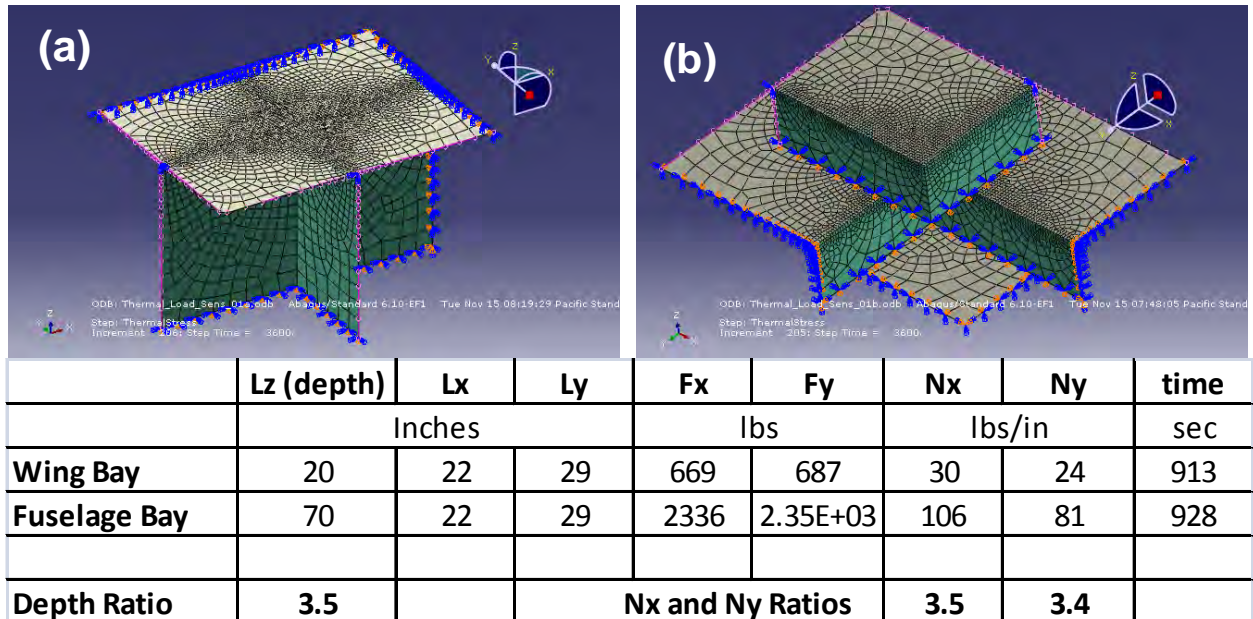 (a)
Z
Y
X
ODB: Thermal_Load_Sens_01a.odb Abaqus/Standard 6.10-EF1 Tue Nov 15 08:19:29 Pacific Stand
Step: ThermalStress
Increment 206: Step Time = 3600.
Z
X
(b)
Z
X
Y
ODB: Thermal_Load_Sens_01b.odb Abaqus/Standard 6.10-EF1 Tue Nov 15 07:48:05 Pacific Stand
Step: ThermalStress
Increment 205: Step Time = 3600.
Z
Y X
Lz (depth) Lx Ly Fx Fy Nx Ny time
Inches lbs lbs/in sec
Wing Bay 20 22 29 669 687 30 24 913
Fuselage Bay 70 22 29 2336 2.35E+03 106 81 928
Depth Ratio 3.5 Nx and Ny Ratios 3.5 3.4